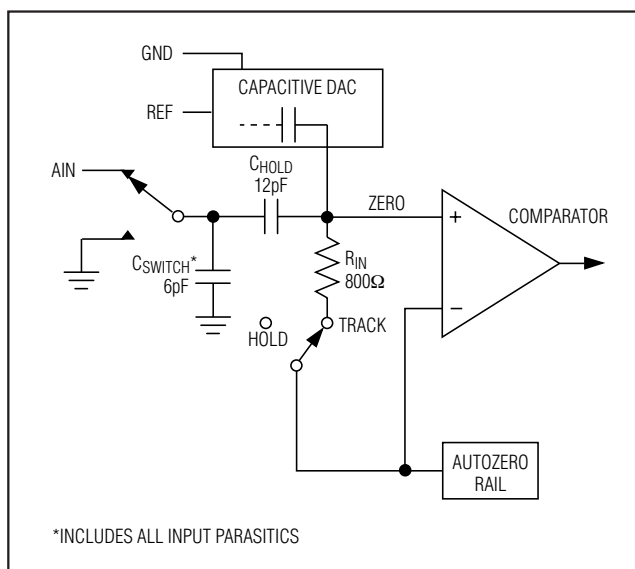 GND
CAPACITIVE DAC
REF
AIN
CHOLD
12pF
ZERO
COMPARATOR
+
RIN
800Ω
CSWITCH*
6pF
−
HOLD
TRACK
AUTOZERO
RAIL
*INCLUDES ALL INPUT PARASITICS